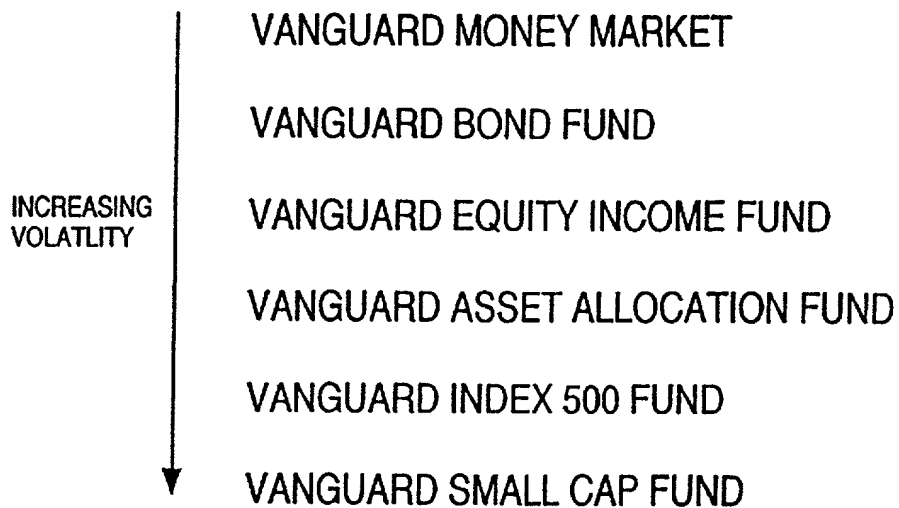 VANGUARD MONEY MARKET
VANGUARD BOND FUND
INCREASING
VOLATLITY
VANGUARD EQUITY INCOME FUND
VANGUARD ASSET ALLOCATION FUND
VANGUARD INDEX 500 FUND
VANGUARD SMALL CAP FUND